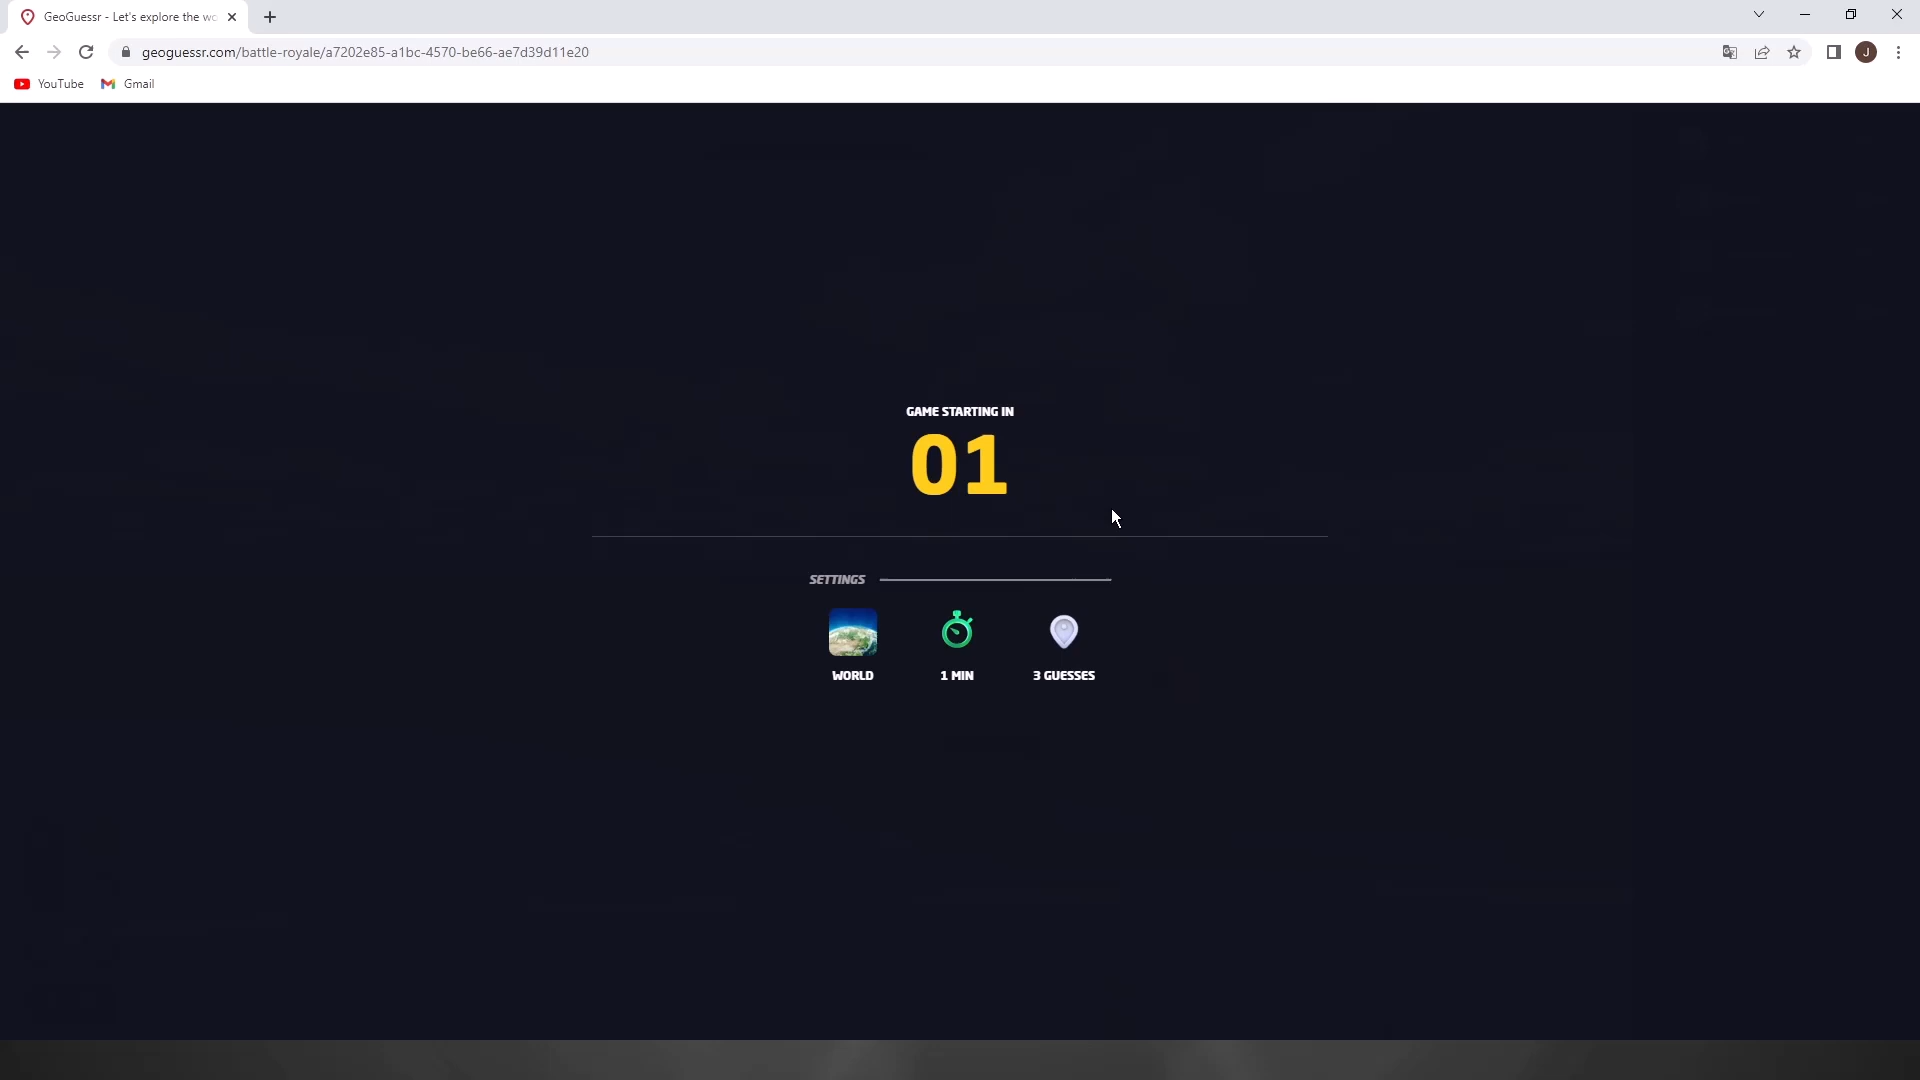 GeoGuessr - Let's explore the wo
geoguessr.com/battle-royale/a7202e85-a1bc-4570-be66-ae7d39d11e20
J
YouTube
Gmail
GAME STARTING IN
01
SETTINGS
WORLD
1 MIN
3 GUESSES